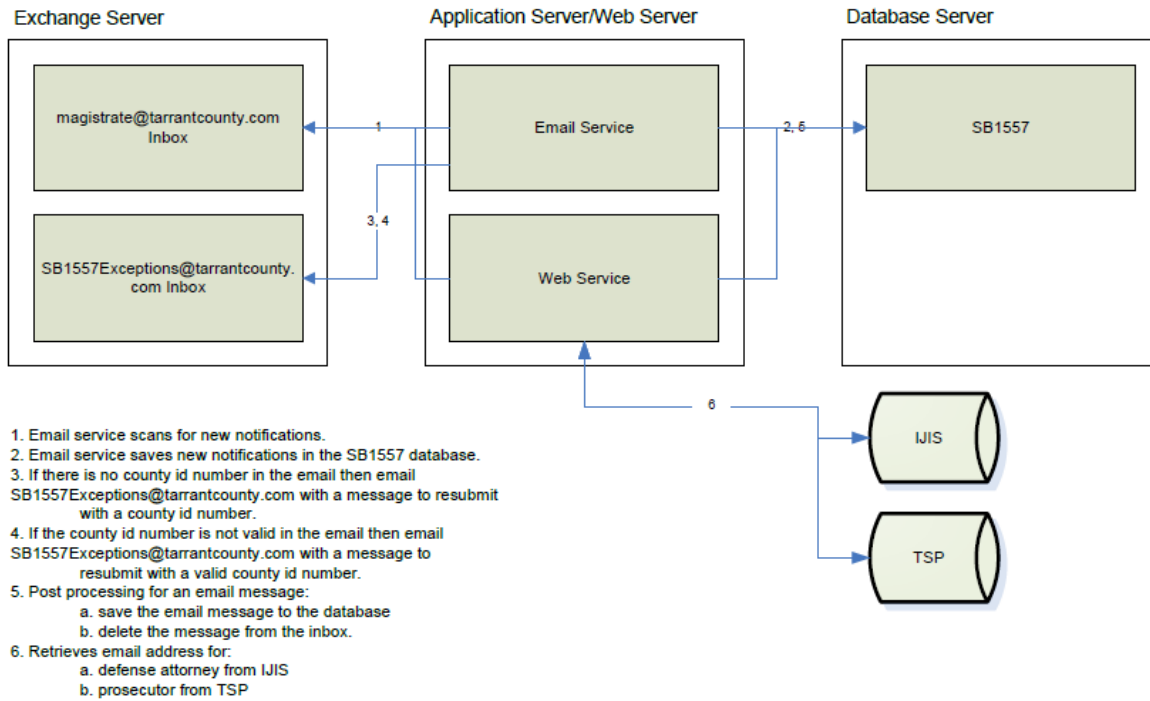 Exchange Server
Application Server/Web Server
Database Server
magistrate@tarrantcounty.com
Inbox
1
Email Service
2, 5
SB1557
3, 4
SB1557Exceptions@tarrantcounty.
com Inbox
Web Service
6
IJIS
TSP
1. Email service scans for new notifications.
2. Email service saves new notifications in the SB1557 database.
3. If there is no county id number in the email then email
SB1557Exceptions@tarrantcounty.com with a message to resubmit
with a county id number.
4. If the county id number is not valid in the email then email
SB1557Exceptions@tarrantcounty.com with a message to
resubmit with a valid county id number.
5. Post processing for an email message:
a. save the email message to the database
b. delete the message from the inbox.
6. Retrieves email address for:
a. defense attorney from IJIS
b. prosecutor from TSP